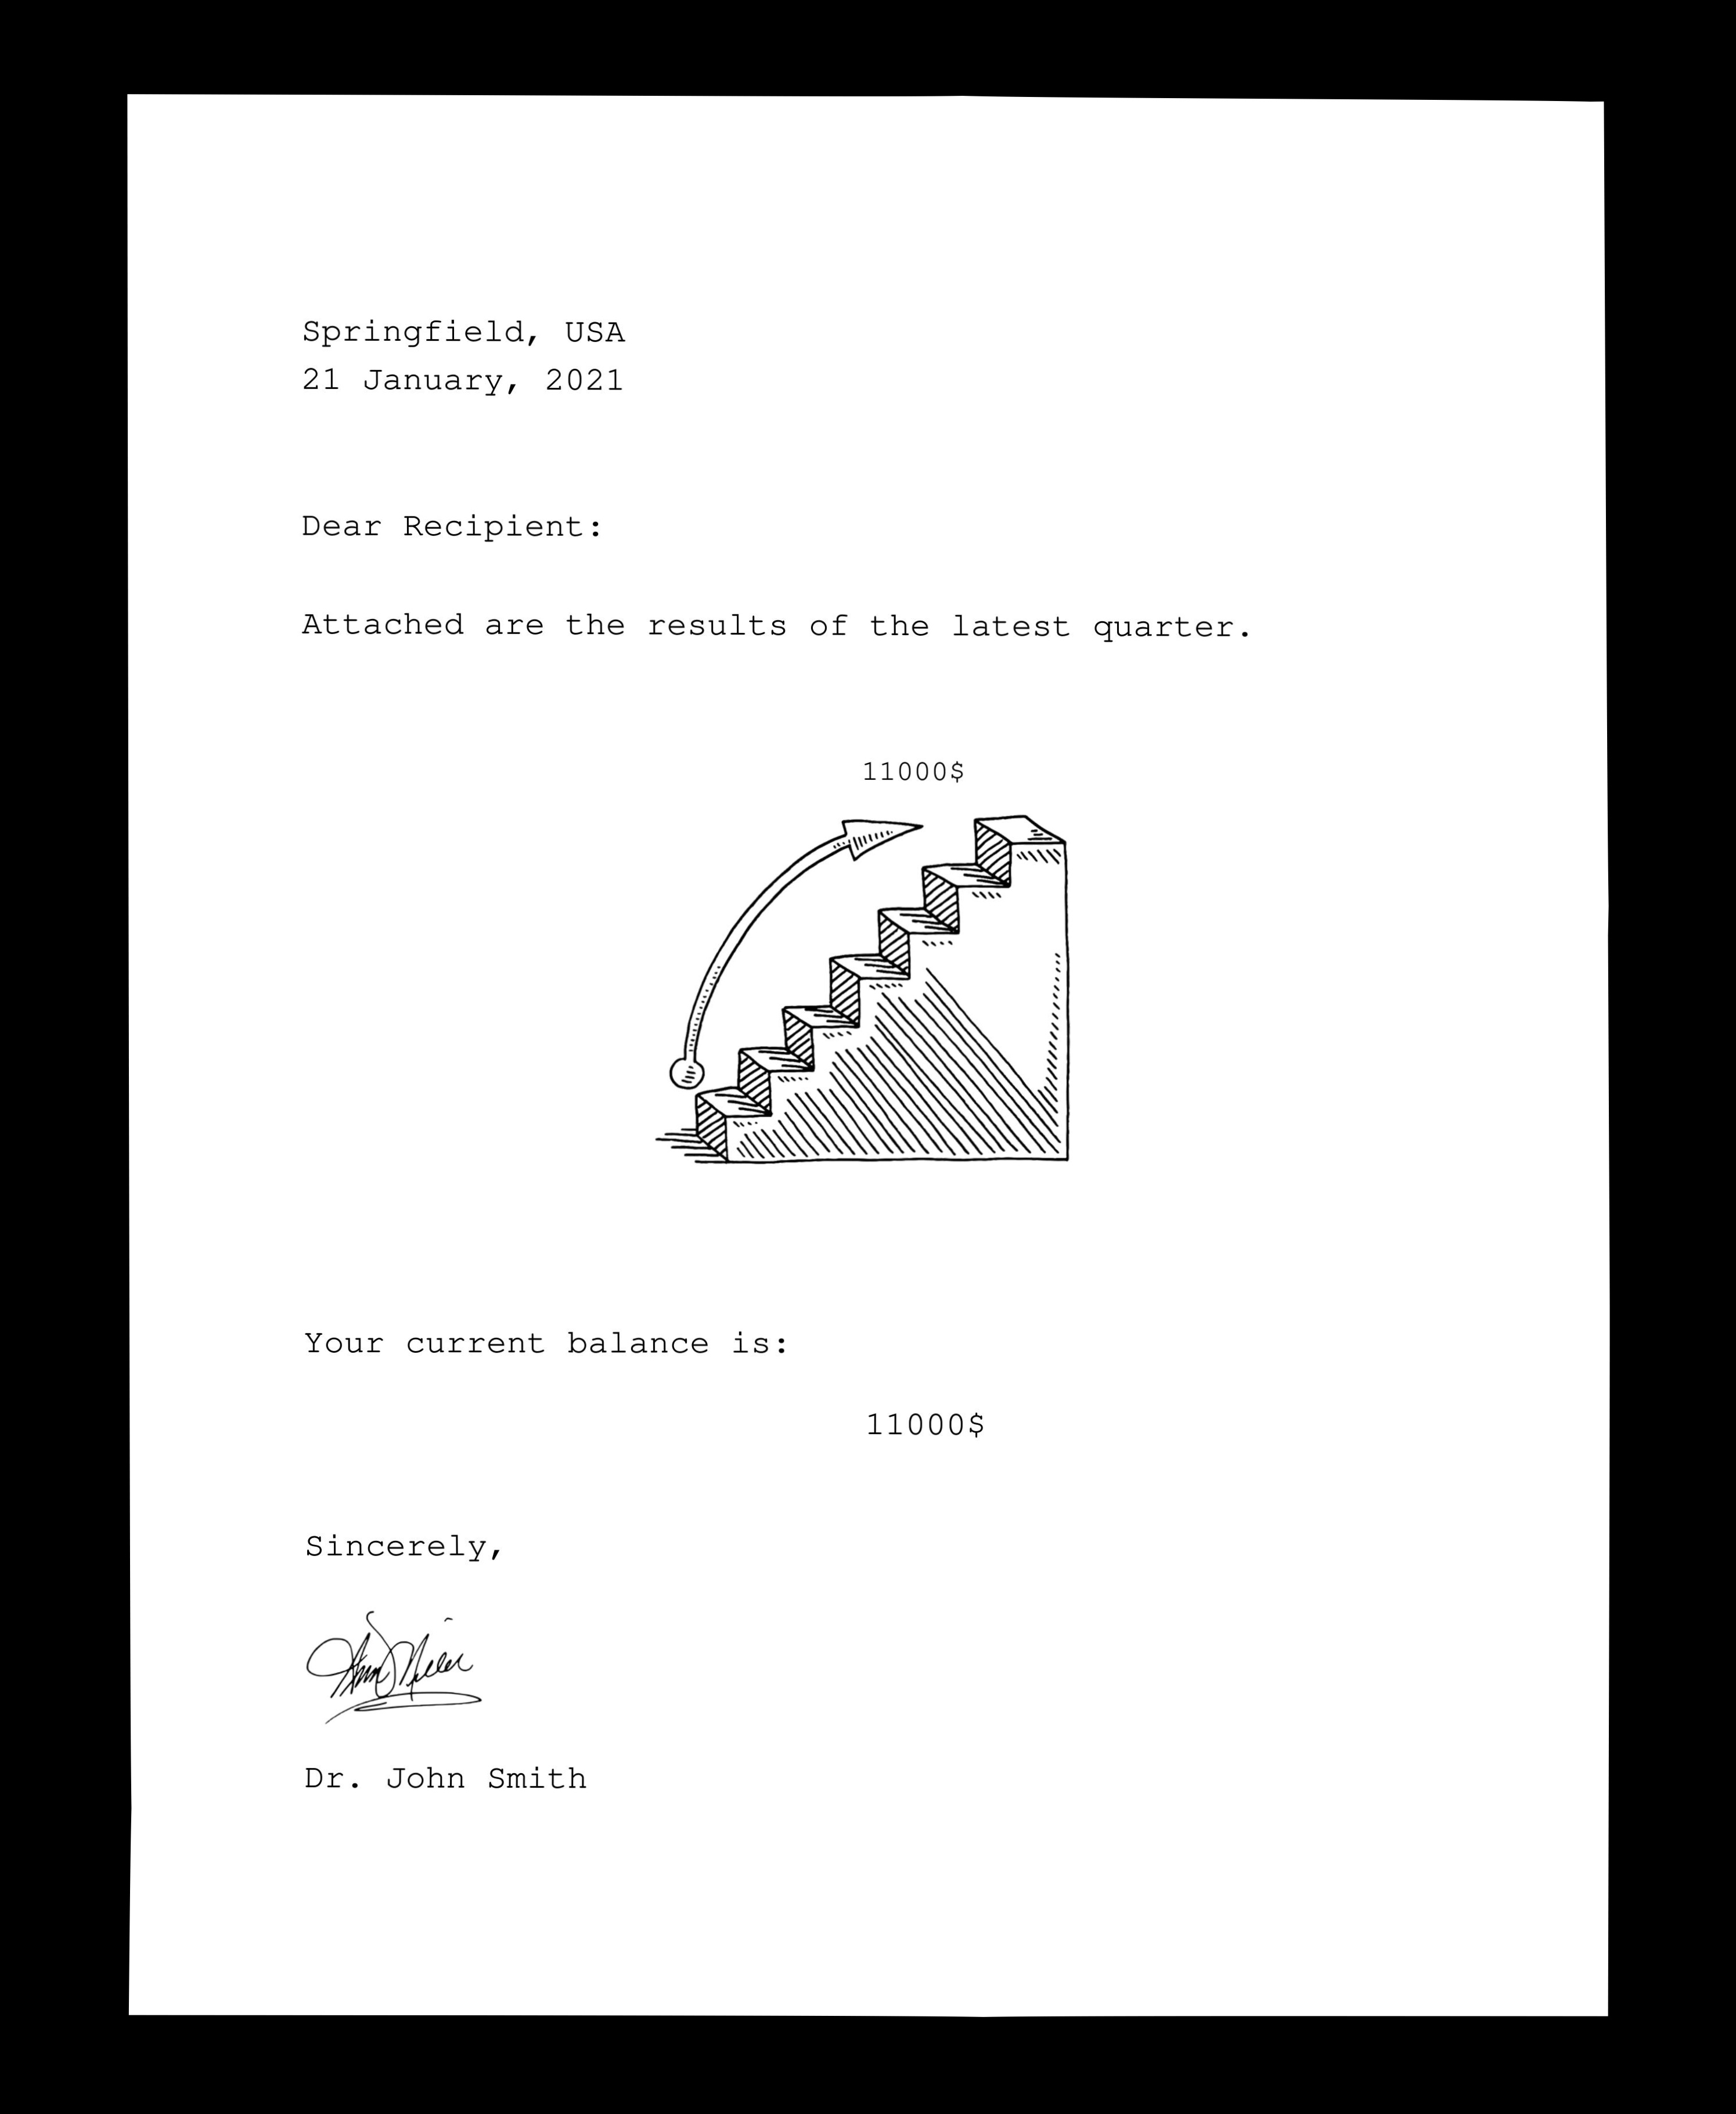 Springfield, USA
21 January, 2021
Dear Recipient:
Attached are the results of the latest quarter.
11000$
Your current balance is:
11000$
Sincerely,
Dr. John Smith